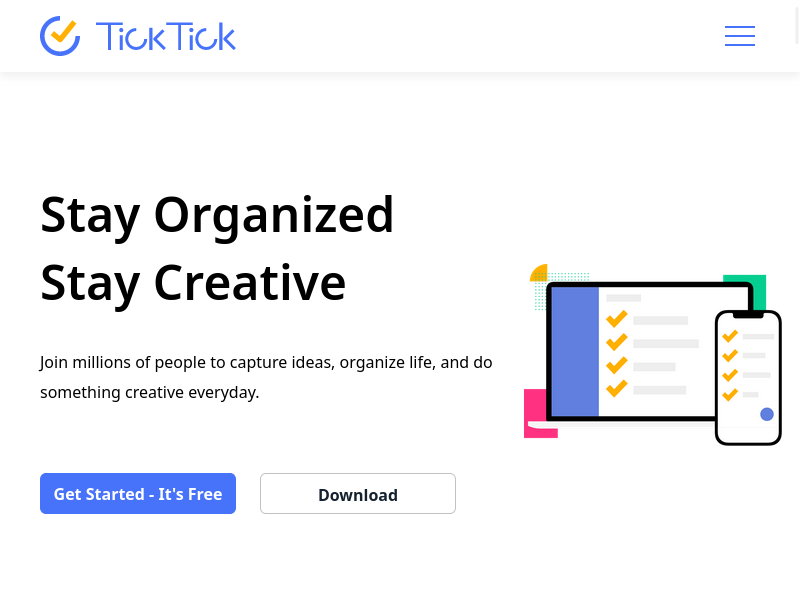 TickTick
Stay Organized
Stay Creative
Join millions of people to capture ideas, organize life, and do
something creative everyday.
Get Started - It's Free
Download